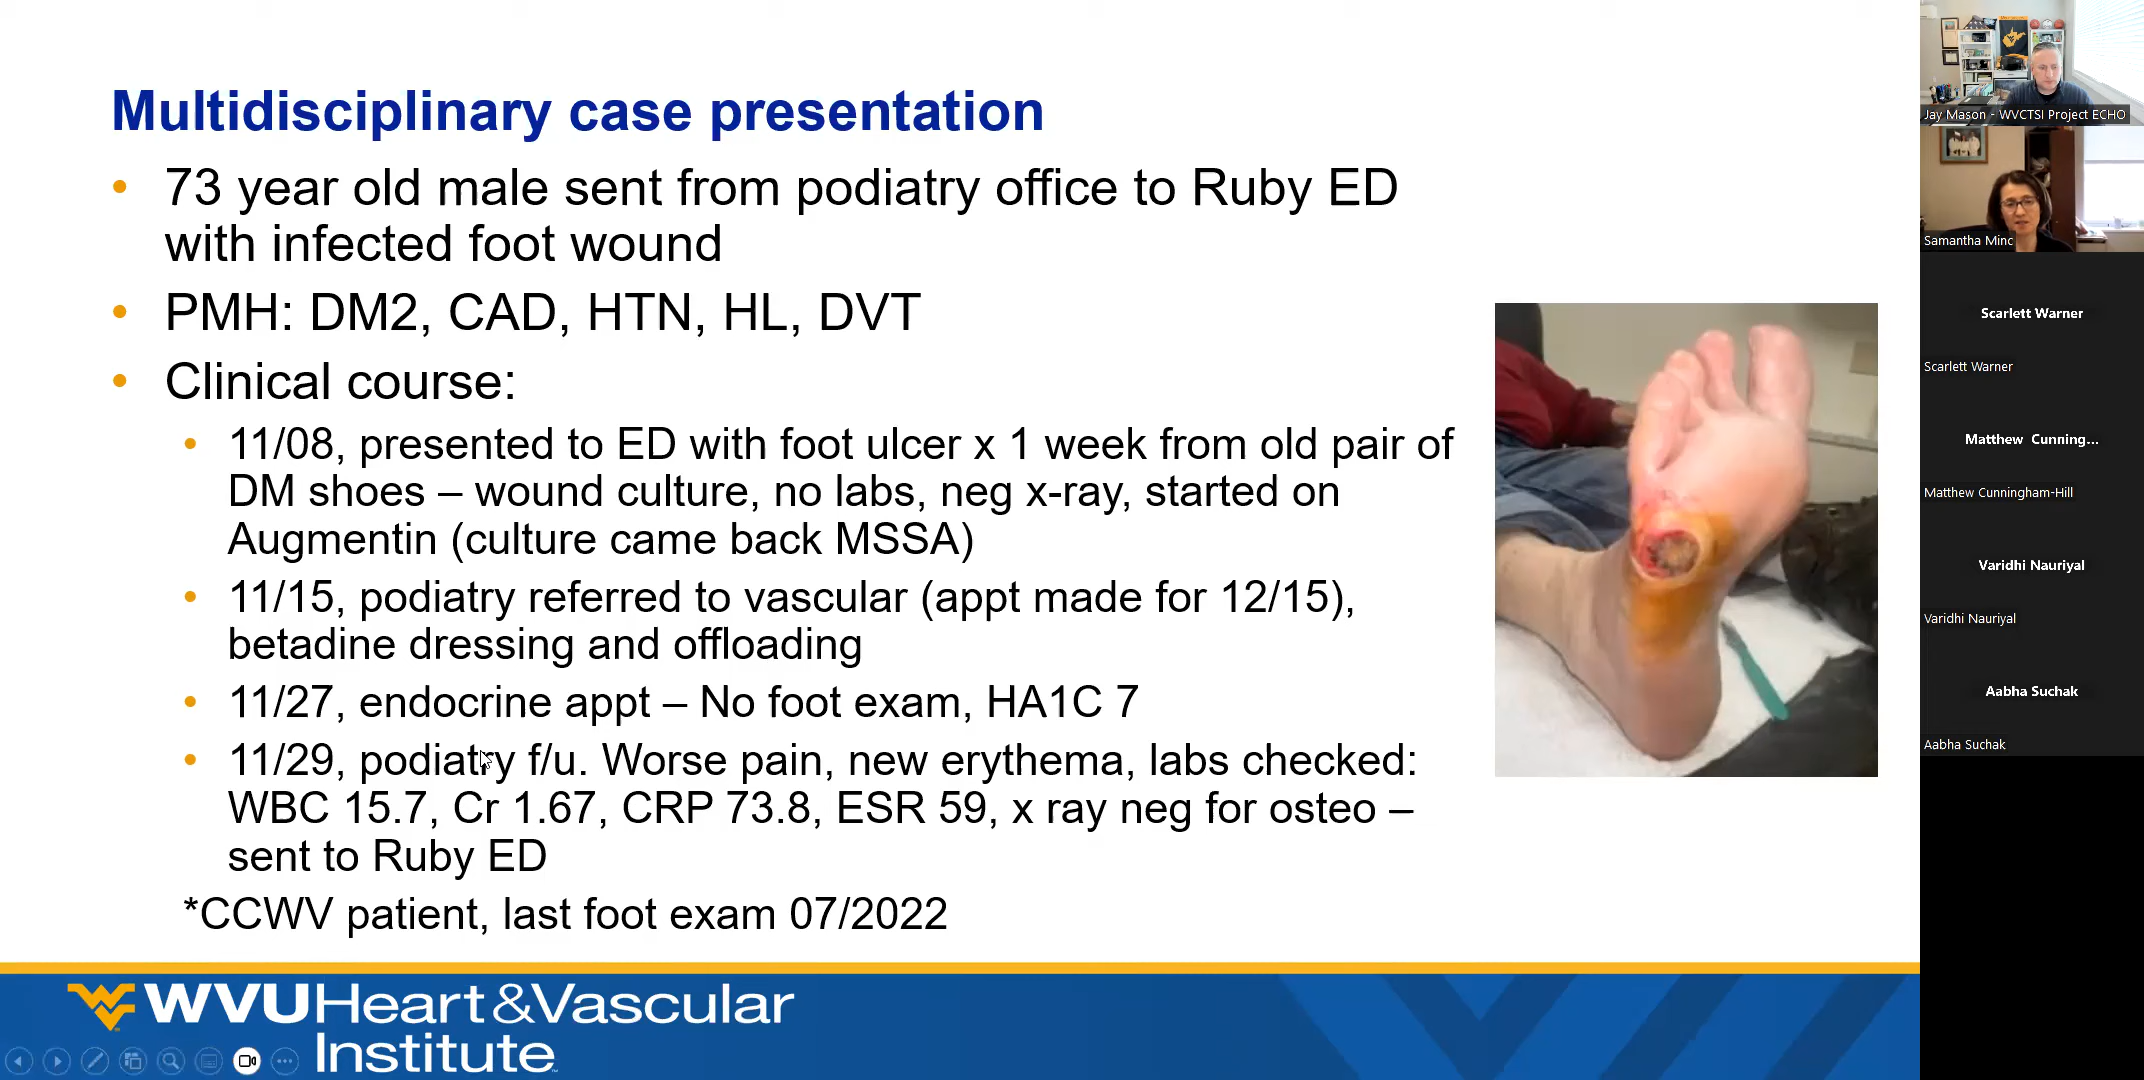 Multidisciplinary case presentation
• 73 year old male sent from podiatry office to Ruby ED
with infected foot wound
• PMH: DM2, CAD, HTN, HL, DVT
• Clinical course:
• 11/08, presented to ED with foot ulcer x 1 week from old pair of
DM shoes – wound culture, no labs, neg x-ray, started on
Augmentin (culture came back MSSA)
• 11/15, podiatry referred to vascular (appt made for 12/15),
betadine dressing and offloading
• 11/27, endocrine appt – No foot exam, HA1C 7
• 11/29, podiatry f/u. Worse pain, new erythema, labs checked:
WBC 15.7, Cr 1.67, CRP 73.8, ESR 59, x ray neg for osteo –
sent to Ruby ED
*CCWV patient, last foot exam 07/2022
WVUHeart&Vascular
Institute
Jay Mason - WVCTSI Project ECHO
Samantha Minc
Scarlett Warner
Scarlett Warner
Matthew Cunning...
Matthew Cunningham-Hill
Varidhi Nauriyal
Varidhi Nauriyal
Aabha Suchak
Aabha Suchak